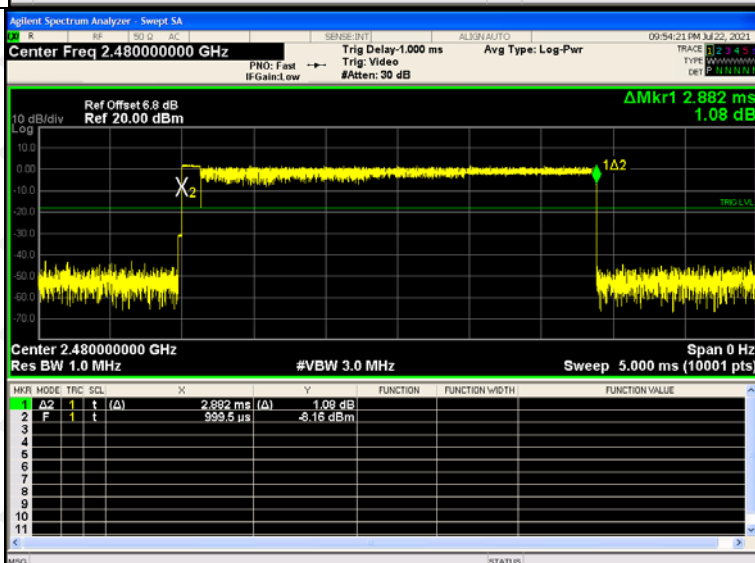 Agilent Spectrum Analyzer - Swept SA
R RF 50 Ω AC SENSE:INT ALIGN AUTO 09:54:21 PM Jul 22, 2021
Center Freq 2.480000000 GHz
PNO: Fast
IFGain:Low
Trig Delay-1.000 ms
Trig: Video
#Atten: 30 dB
Avg Type: Log-Pwr
TRACE 1 2 3 4 5
TYPE
DET P N N N N
ΔMkr1 2.882 ms
1.08 dB
Ref Offset 6.8 dB
10 dB/div Ref 20.00 dBm
Log
10.0
0.00
-10.0
-20.0
-30.0
-40.0
-50.0
-60.0
-70.0
X2
1Δ2
TRIG LVL
Center 2.480000000 GHz Span 0 Hz
Res BW 1.0 MHz #VBW 3.0 MHz Sweep 5.000 ms (10001 pts)
MKR MODE TRC SCL X Y FUNCTION FUNCTION WIDTH FUNCTION VALUE
1 Δ2 1 t (Δ) 2.882 ms (Δ) 1.08 dB
2 F 1 t 999.5 µs -8.16 dBm
3
4
5
6
7
8
9
10
11
MSG STATUS